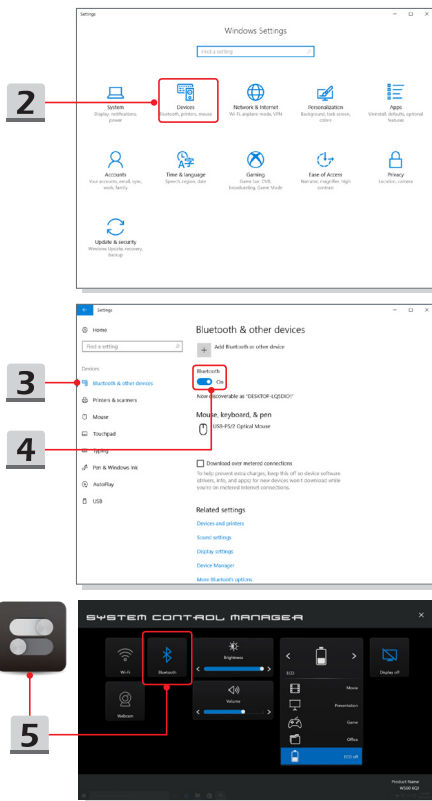 Settings
Windows Settings
Find a setting
2
System
Display, notifications,
power
Devices
Bluetooth, printers, mouse
Network & Internet
Wi-Fi, airplane mode, VPN
Personalization
Background, lock screen,
colors
Apps
Uninstall, defaults, optional
features
Accounts
Your accounts, email, sync,
work, family
Time & language
Speech, region, date
Gaming
Game bar, DVR,
broadcasting, Game Mode
Ease of Access
Narrator, magnifier, high
contrast
Privacy
Location, camera
Update & security
Windows Update, recovery,
backup
Settings
Home
Find a setting
Devices
3
Bluetooth & other devices
Printers & scanners
Mouse
4
Touchpad
Typing
Pen & Windows Ink
AutoPlay
USB
Bluetooth & other devices
Add Bluetooth or other device
Bluetooth
On
Now discoverable as
Mouse, keyboard, & pen
USB-PS/2 Optical Mouse
Download over metered connections
To help prevent extra charges, keep this off so device software
(drivers, info, and apps) for new devices won't download while
you're on metered Internet connections.
Related settings
Devices and printers
Sound settings
Display settings
Device Manager
More Bluetooth options
SYSTEM CONTROL MANAGER
Wi-Fi
Bluetooth
Brightness
ECO
Display off
Webcam
Volume
Movie
Presentation
Game
Office
ECO off
5
Product Name